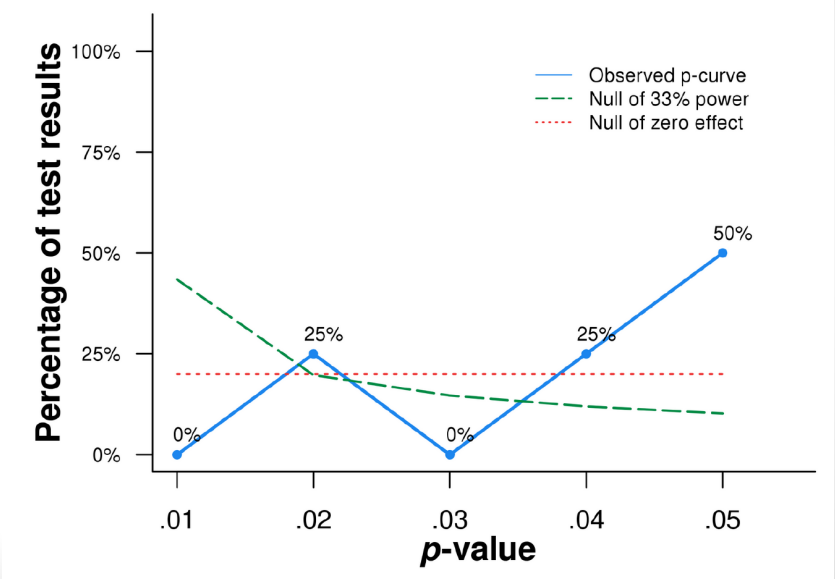 Percentage of test results
100%
75%
50%
25%
0%
Observed p-curve
Null of 33% power
Null of zero effect
0%
25%
0%
25%
50%
.01 .02 .03 .04 .05
p-value